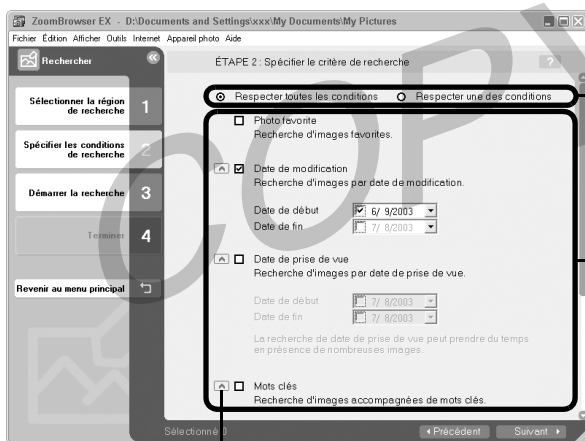 ZoomBrowser EX - D:\Documents and Settings\xxx\My Documents\My Pictures
Fichier Édition Afficher Outils Internet Appareil photo Aide
Rechercher
ÉTAPE 2 : Spécifier le critère de recherche
?
Respecter toutes les conditions
Respecter une des conditions
Sélectionner la région de recherche
1
Spécifier les conditions de recherche
2
Démarrer la recherche
3
Terminer
4
Revenir au menu principal
Photo favorite
Recherche d'images favorites.
Date de modification
Recherche d'images par date de modification.
Date de début
6/ 9/2003
Date de fin
7/ 8/2003
Date de prise de vue
Recherche d'images par date de prise de vue.
Date de début
7/ 8/2003
Date de fin
7/ 8/2003
La recherche de date de prise de vue peut prendre du temps
en présence de nombreuses images.
Mots clés
Recherche d'images accompagnées de mots clés.
Sélectionné 0
Précédent
Suivant
COPY